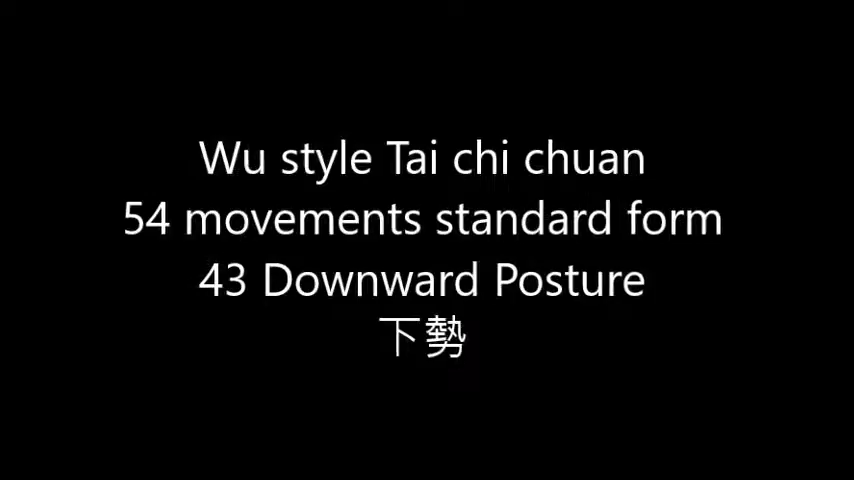 Wu style Tai chi chuan
54 movements standard form
43 Downward Posture
下勢